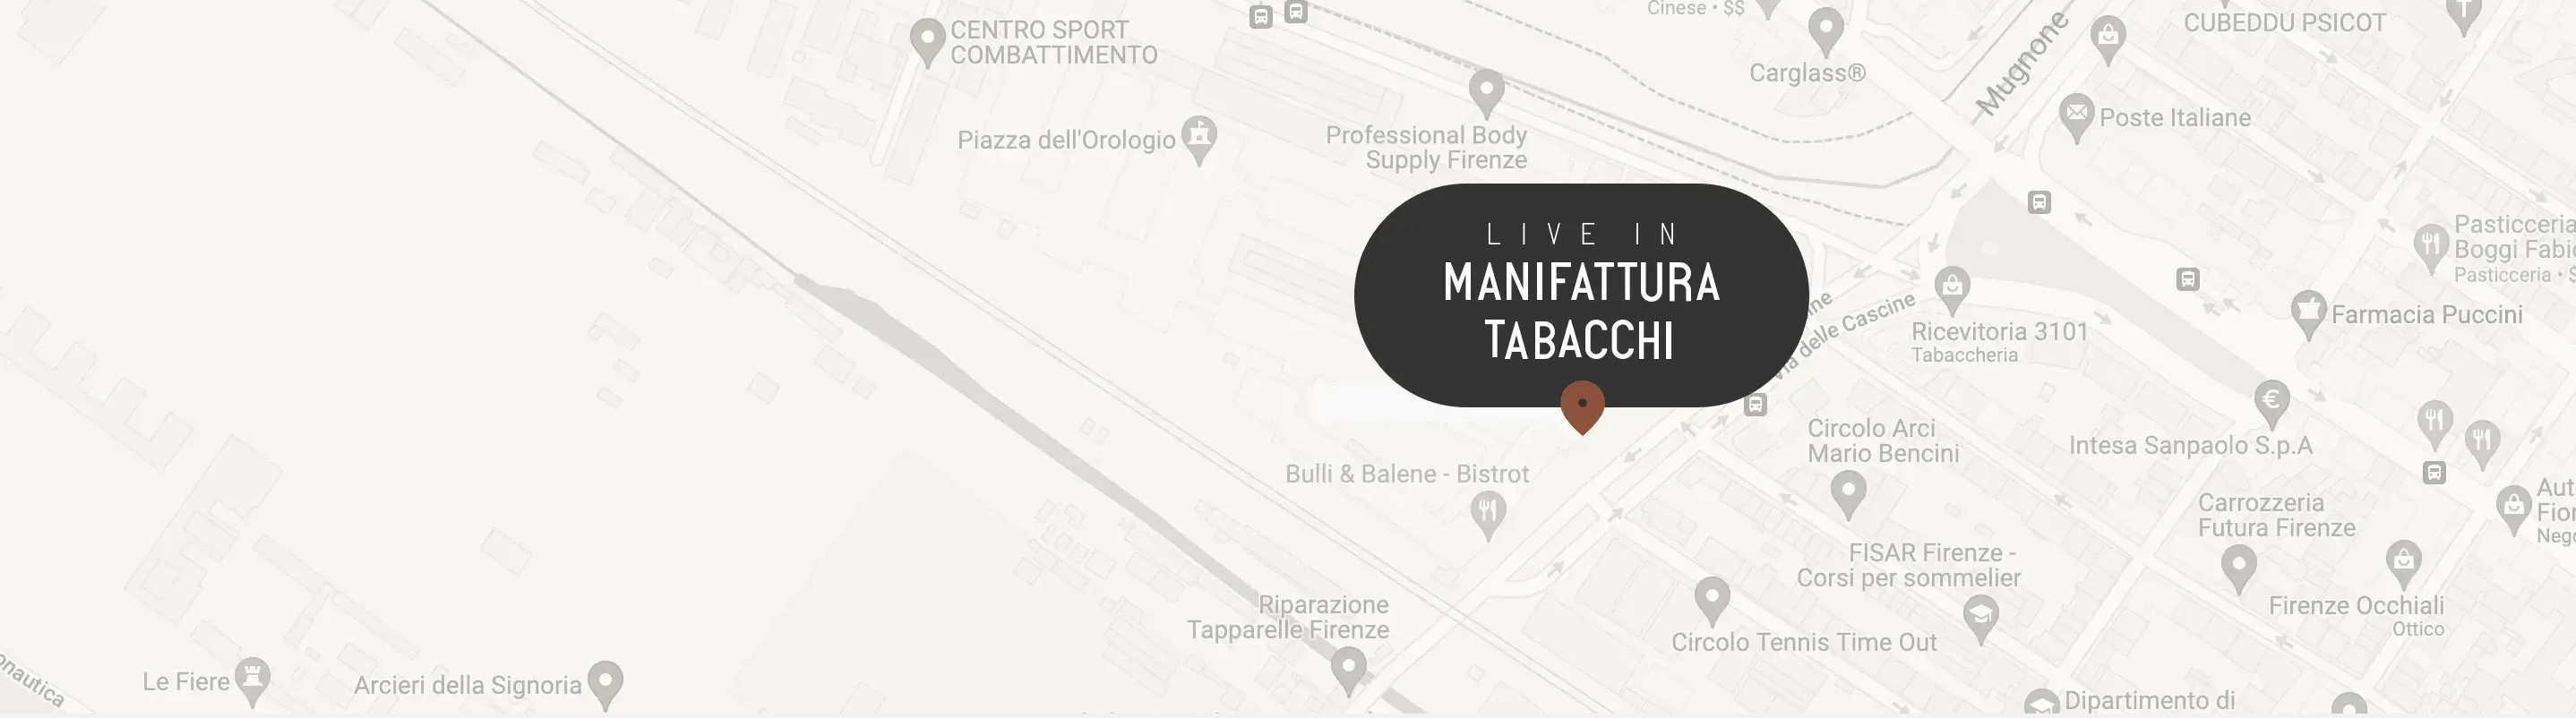 Cinese • $$
CENTRO SPORT
COMBATTIMENTO
CUBEDDU PSICOT
Carglass®
Mugnone
Poste Italiane
Piazza dell'Orologio
Professional Body
Supply Firenze
LIVE IN
MANIFATTURA
TABACCHI
Pasticceria
Boggi Fabi
Pasticceria • $
Farmacia Puccini
Via delle Cascine
Ricevitoria 3101
Tabaccheria
Circolo Arci
Mario Bencini
Intesa Sanpaolo S.p.A
Bulli & Balene - Bistrot
Carrozzeria
Futura Firenze
Aut
Fior
Nego
FISAR Firenze -
Corsi per sommelier
Riparazione
Tapparelle Firenze
Firenze Occhiali
Ottico
Circolo Tennis Time Out
Le Fiere
Arcieri della Signoria
onautica
Dipartimento di